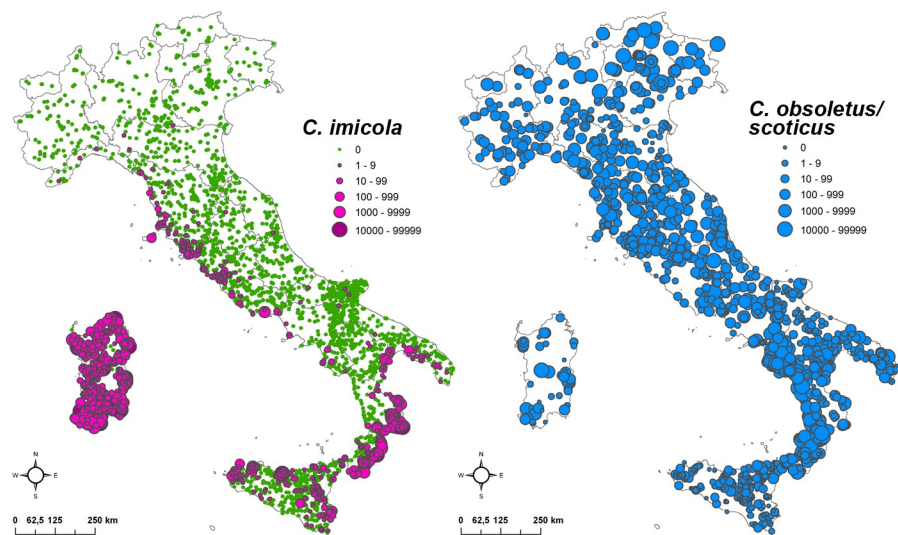 C. imicola
0
1 - 9
10 - 99
100 - 999
1000 - 9999
10000 - 99999
N
W E
S
0 62,5 125 250 km
C. obsoletus/
scoticus
0
1 - 9
10 - 99
100 - 999
1000 - 9999
10000 - 99999
N
W E
S
0 62,5 125 250 km